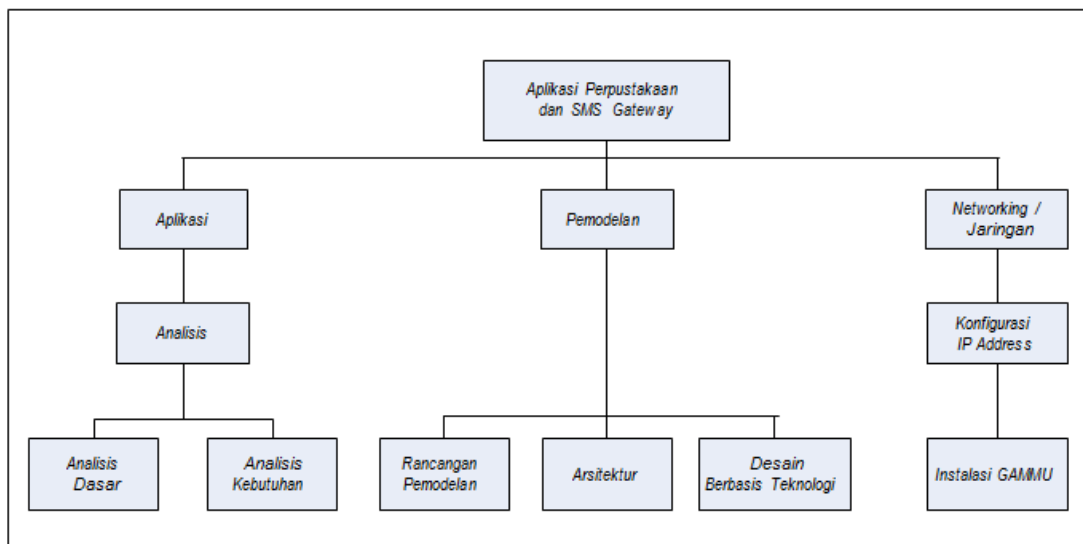 Aplikasi Perpustakaan
dan SMS Gateway
Aplikasi
Pemodelan
Networking /
Jaringan
Analisis
Konfigurasi
IP Address
Analisis
Dasar
Analisis
Kebutuhan
Rancangan
Pemodelan
Arsitektur
Desain
Berbasis Teknologi
Instalasi GAMMU